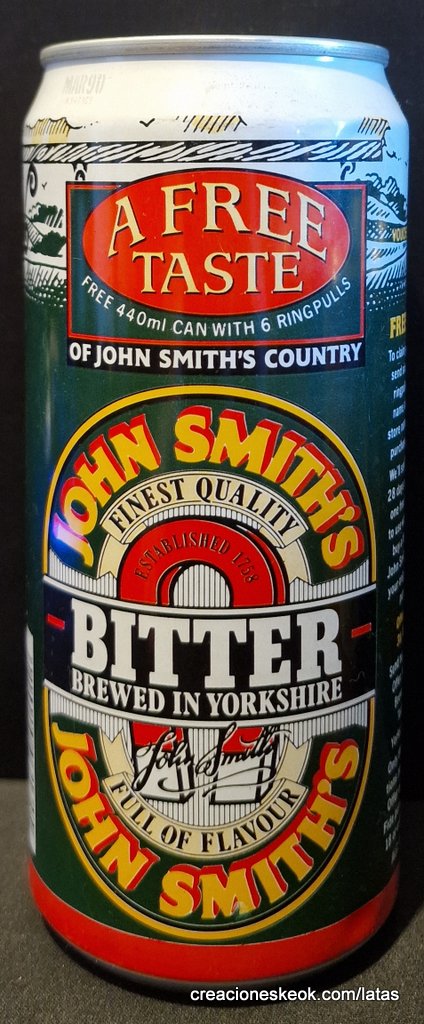 MAR91
A FREE
TASTE
FREE 440ml CAN WITH 6 RINGPULLS
OF JOHN SMITH'S COUNTRY
JOHN SMITH'S
FINEST QUALITY
ESTABLISHED 1758
BITTER
BREWED IN YORKSHIRE
John Smith's
FULL OF FLAVOUR
JOHN SMITH'S
creacioneskeok.com/latas